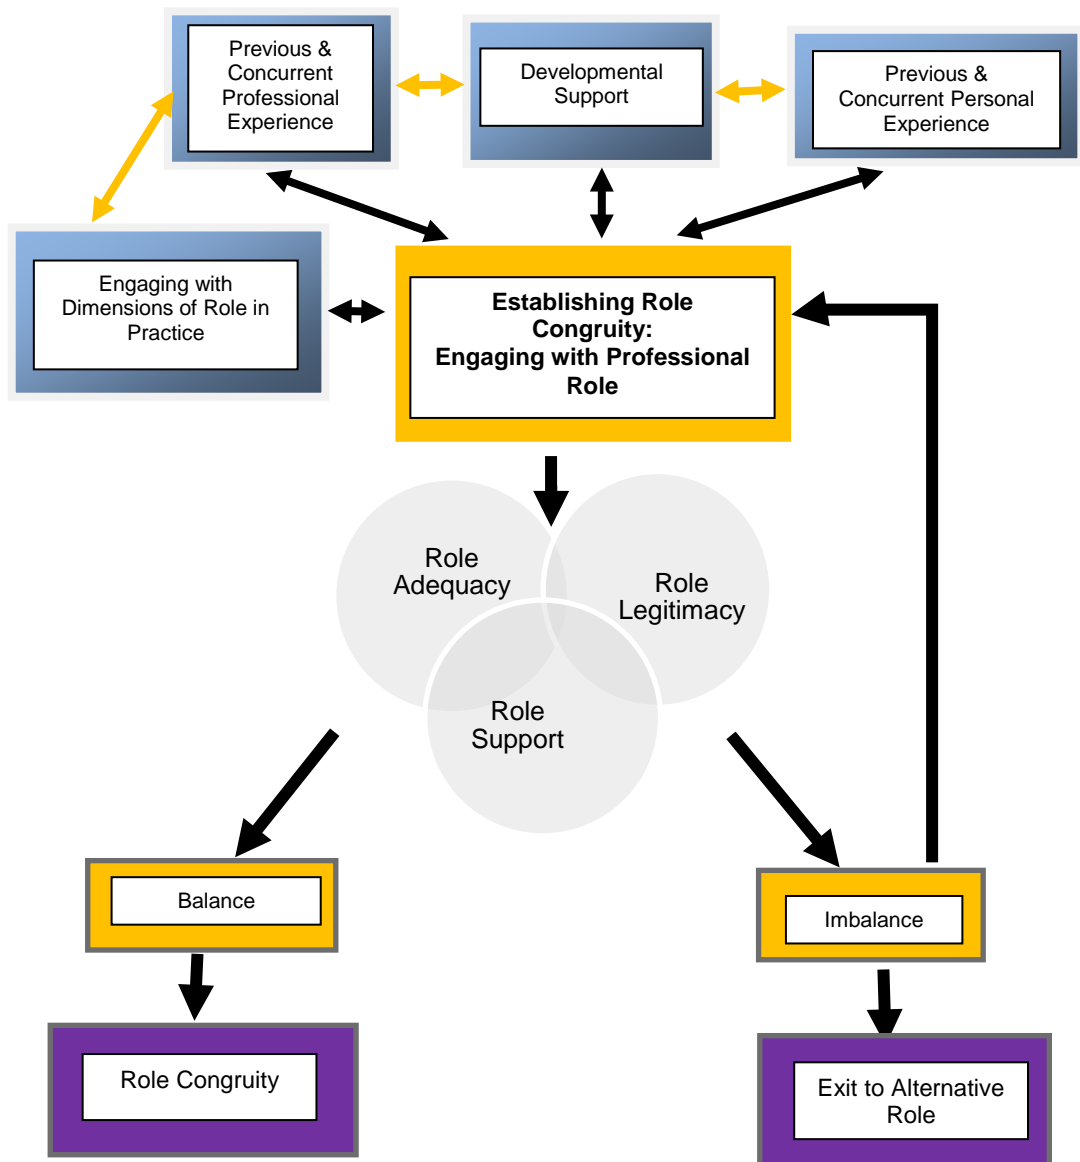 Previous &
Concurrent
Professional
Experience
Developmental
Support
Previous &
Concurrent Personal
Experience
Engaging with
Dimensions of Role in
Practice
Establishing Role
Congruity:
Engaging with Professional
Role
Role
Adequacy
Role
Legitimacy
Role
Support
Balance
Imbalance
Role Congruity
Exit to Alternative
Role